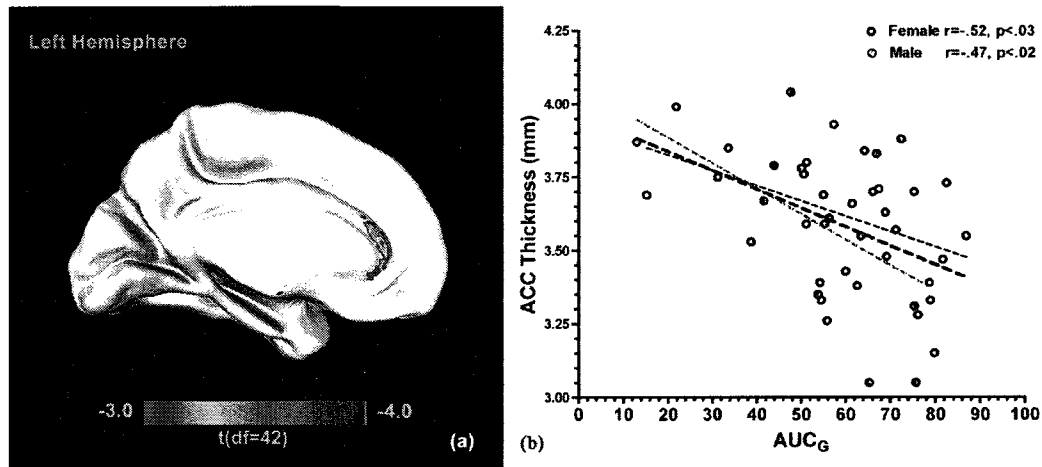 Left Hemisphere
-3.0 -4.0
t(df=42)
(a)
(b)
Female r=-.52, p<.03
Male r=-.47, p<.02
ACC Thickness (mm)
4.25
4.00
3.75
3.50
3.25
3.00
0 10 20 30 40 50 60 70 80 90 100
AUCG